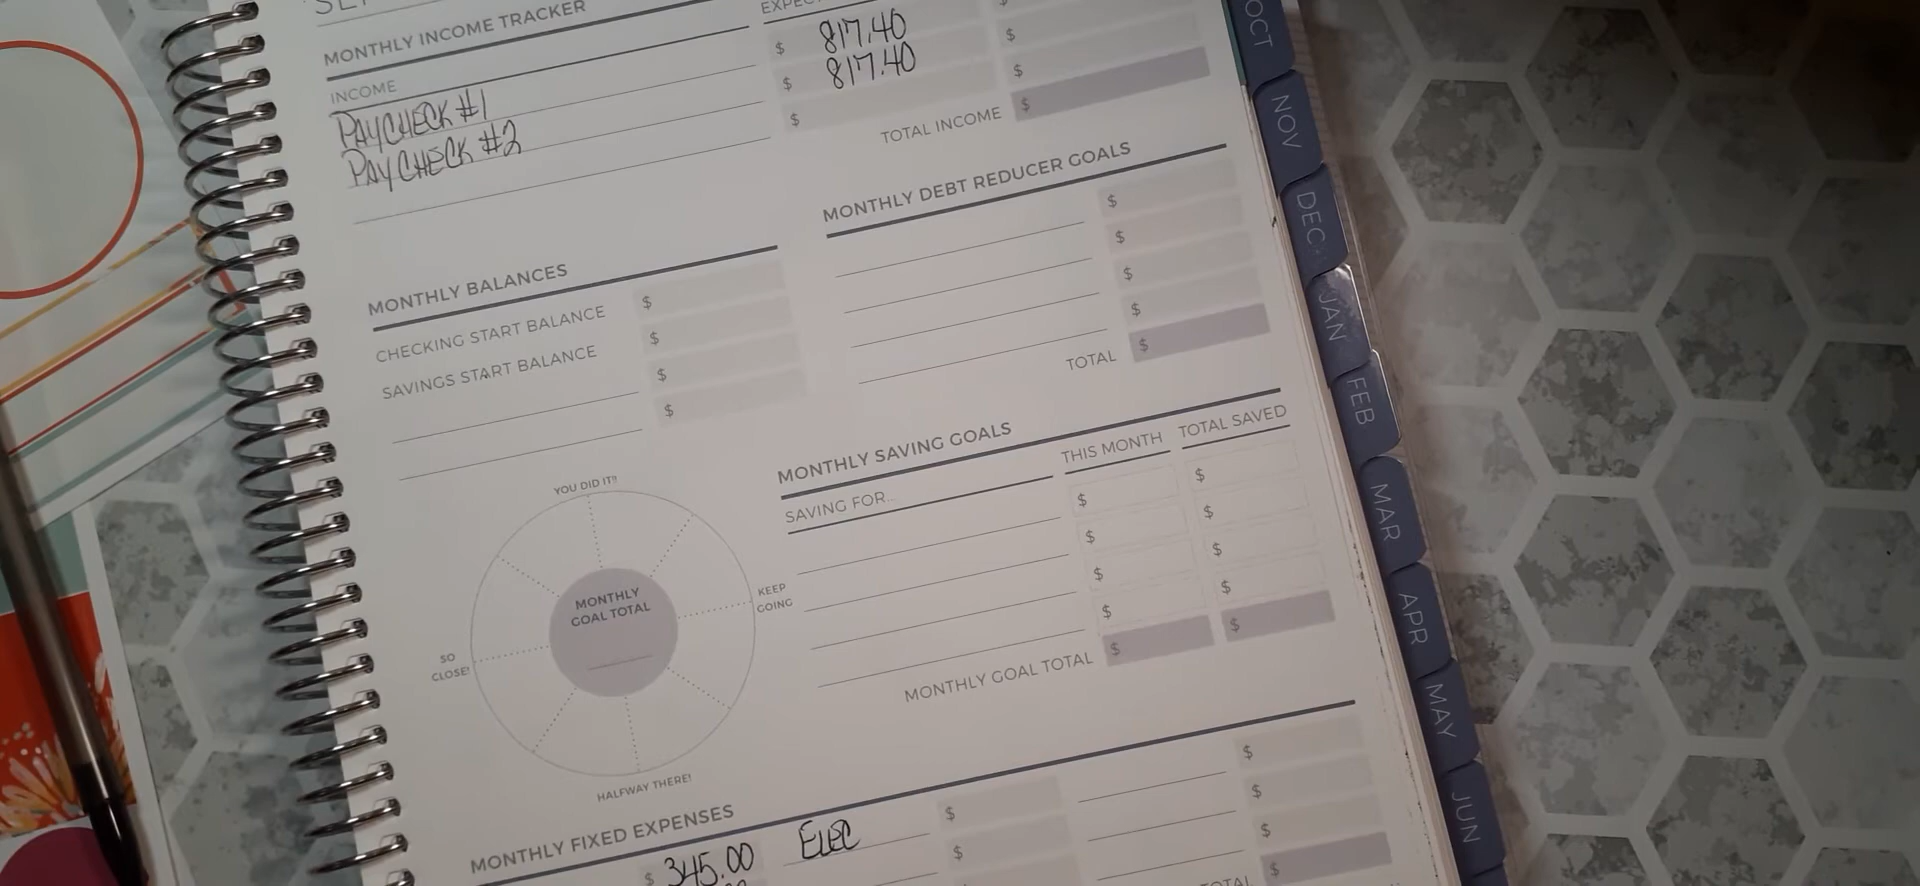 MONTHLY INCOME TRACKER
INCOME
PAYCHECK #1 $ 817.40 $
PAYCHECK #2 $ 817.40 $
$
TOTAL INCOME $
MONTHLY BALANCES
CHECKING START BALANCE $
SAVINGS START BALANCE $
$
$
MONTHLY DEBT REDUCER GOALS
$
$
$
$
TOTAL $
YOU DID IT!!
KEEP
GOING
HALFWAY THERE!
SO
CLOSE!
MONTHLY
GOAL TOTAL
MONTHLY SAVING GOALS
SAVING FOR... THIS MONTH TOTAL SAVED
$ $
$ $
$ $
$ $
MONTHLY GOAL TOTAL $ $
MONTHLY FIXED EXPENSES
$ 345.00 ELEC $ $
$ $
$
TOTAL $
OCT
NOV
DEC
JAN
FEB
MAR
APR
MAY
JUN